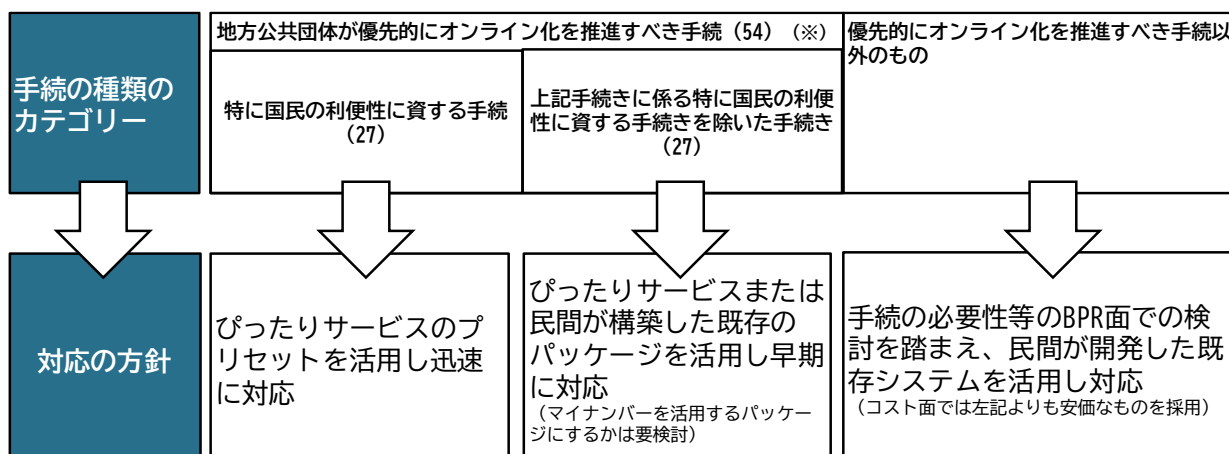 手続の種類の
カテゴリー
地方公共団体が優先的にオンライン化を推進すべき手続（54）（※）
特に国民の利便性に資する手続
（27）
上記手続きに係る特に国民の利便
性に資する手続きを除いた手続き
（27）
優先的にオンライン化を推進すべき手続以
外のもの
対応の方針
ぴったりサービスのプ
リセットを活用し迅速
に対応
ぴったりサービスまたは
民間が構築した既存の
パッケージを活用し早期
に対応
（マイナンバーを活用するパッケー
ジにするかは要検討）
手続の必要性等のBPR面での検
討を踏まえ、民間が開発した既
存システムを活用し対応
（コスト面では左記よりも安価なものを採用）